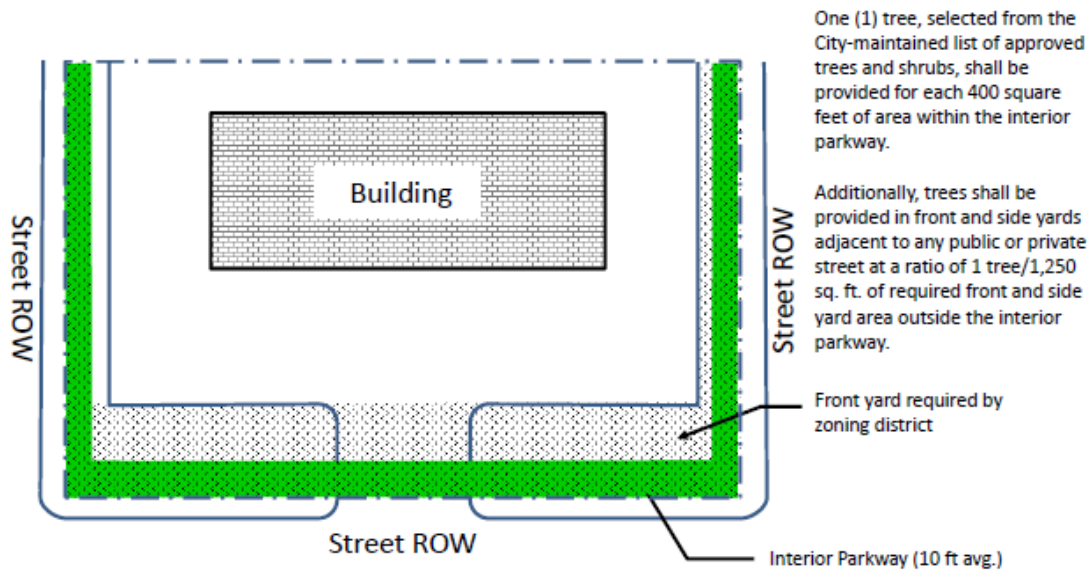 One (1) tree, selected from the
City-maintained list of approved
trees and shrubs, shall be
provided for each 400 square
feet of area within the interior
parkway.
Additionally, trees shall be
provided in front and side yards
adjacent to any public or private
street at a ratio of 1 tree/1,250
sq. ft. of required front and side
yard area outside the interior
parkway.
Building
Street ROW
Street ROW
Front yard required by
zoning district
Street ROW
Interior Parkway (10 ft avg.)